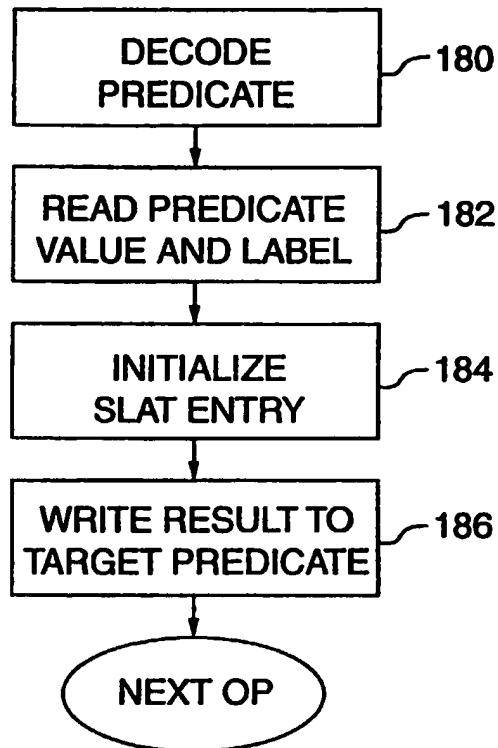 DECODE
PREDICATE
180
READ PREDICATE
VALUE AND LABEL
182
INITIALIZE
SLAT ENTRY
184
WRITE RESULT TO
TARGET PREDICATE
186
NEXT OP